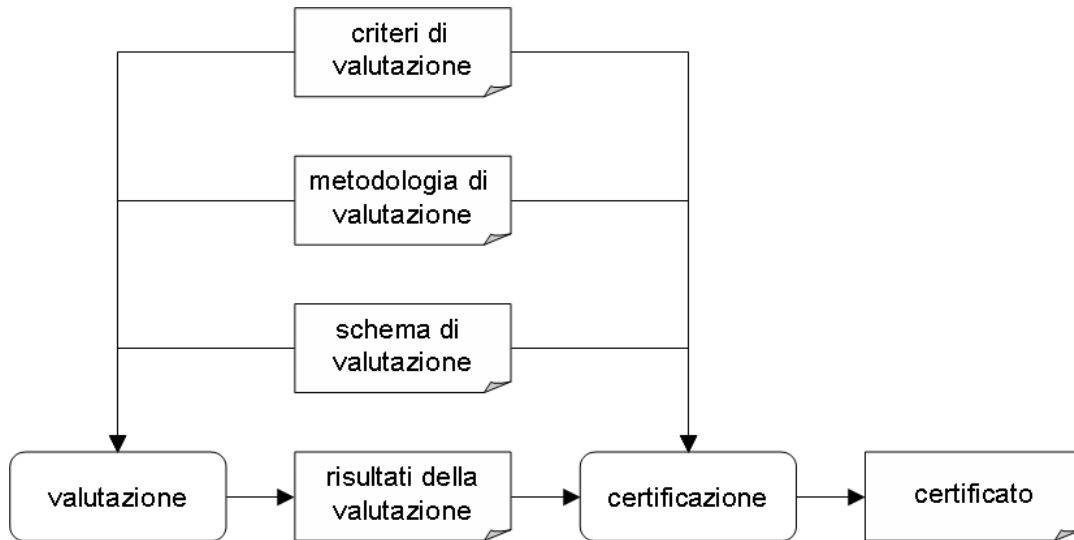 criteri di
valutazione
metodologia di
valutazione
schema di
valutazione
valutazione
risultati della
valutazione
certificazione
certificato